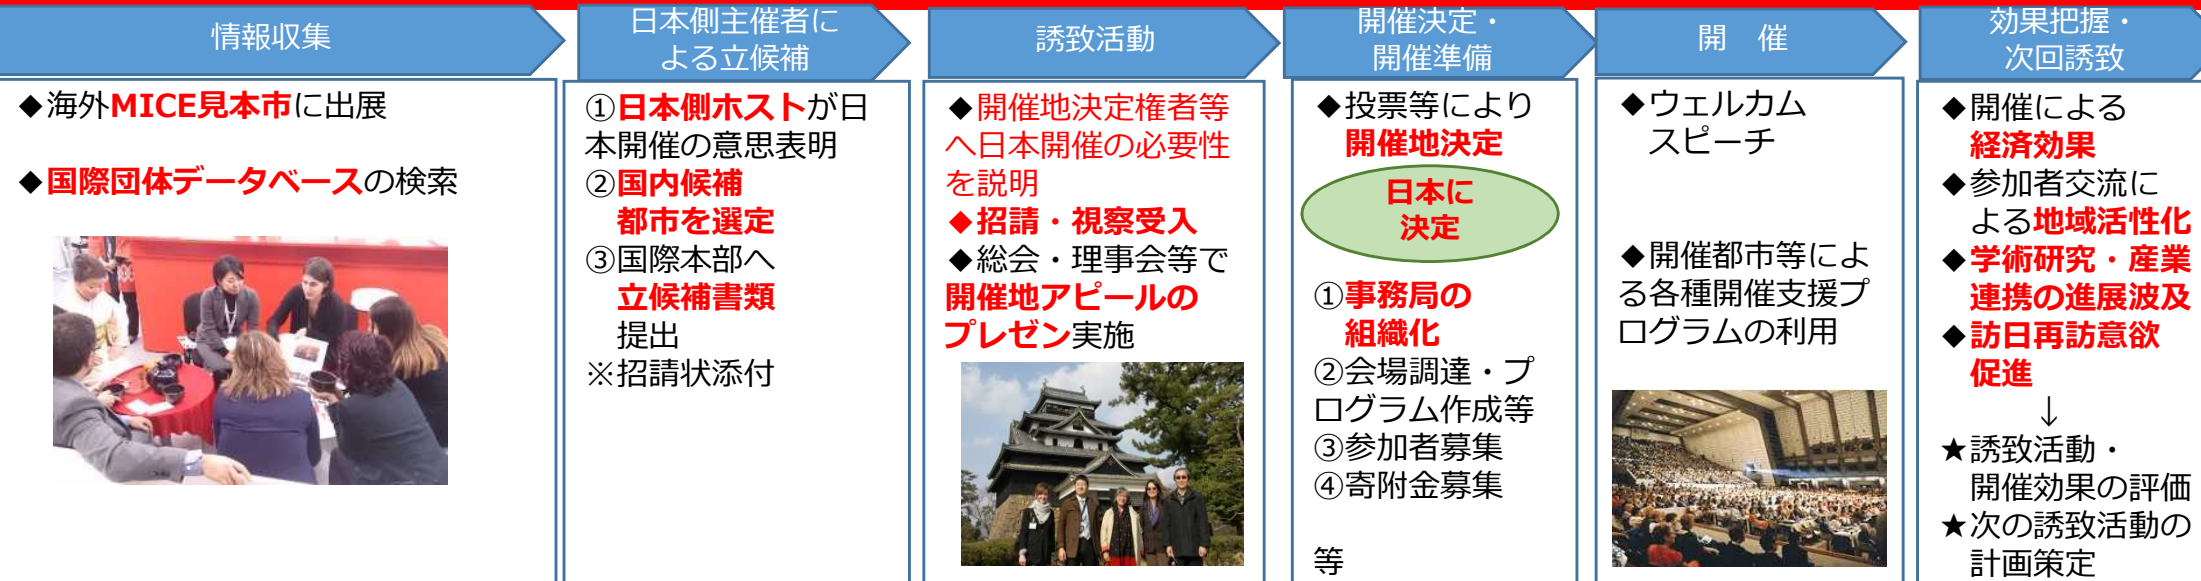 情報収集
◆海外MICE見本市に出展
◆国際団体データベースの検索
日本側主催者に
よる立候補
①日本側ホストが日
本開催の意思表明
②国内候補
都市を選定
③国際本部へ
立候補書類
提出
※招請状添付
誘致活動
◆開催地決定権者等
へ日本開催の必要性
を説明
◆招請・視察受入
◆総会・理事会等で
開催地アピールの
プレゼン実施
開催決定・
開催準備
◆投票等により
開催地決定
日本に
決定
①事務局の
組織化
②会場調達・プ
ログラム作成等
③参加者募集
④寄附金募集
等
開　催
◆ウェルカム
スピーチ
◆開催都市等によ
る各種開催支援プ
ログラムの利用
効果把握・
次回誘致
◆開催による
経済効果
◆参加者交流に
よる地域活性化
◆学術研究・産業
連携の進展波及
◆訪日再訪意欲
促進
↓
★誘致活動・
開催効果の評価
★次の誘致活動の
計画策定